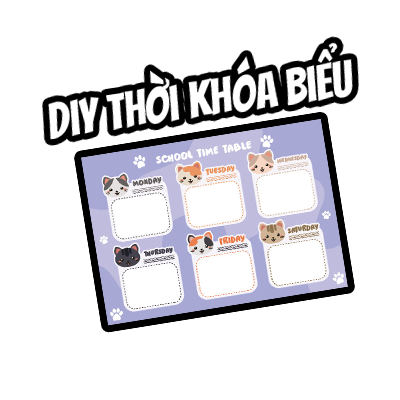 DIY THỜI KHÓA BIỂU
SCHOOL TIME TABLE
MONDAY
TUESDAY
WEDNESDAY
THURSDAY
FRIDAY
SATURDAY